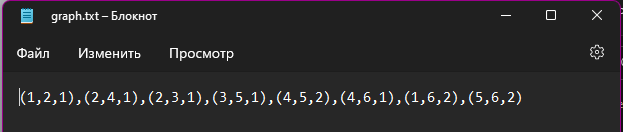 graph.txt – Блокнот
Файл Изменить Просмотр
(1,2,1),(2,4,1),(2,3,1),(3,5,1),(4,5,2),(4,6,1),(1,6,2),(5,6,2)